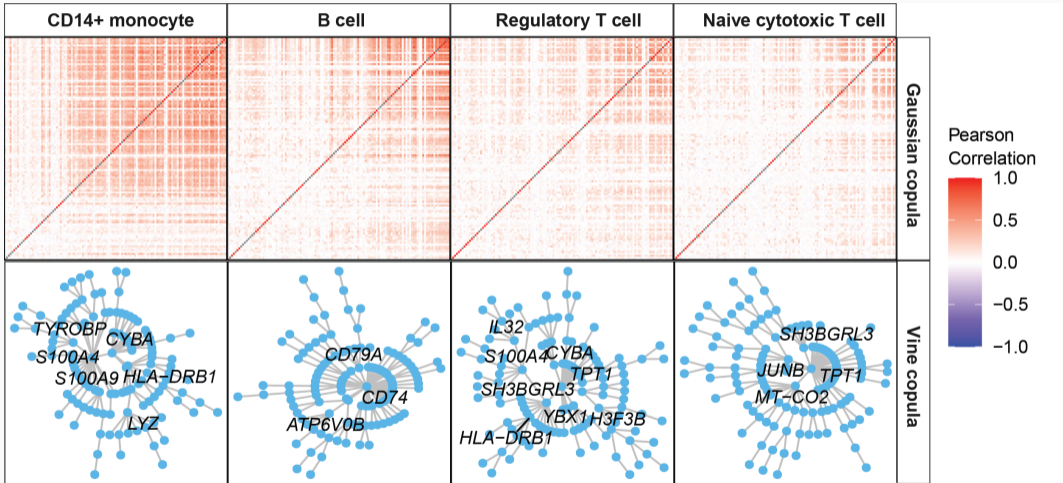 CD14+ monocyte
B cell
Regulatory T cell
Naive cytotoxic T cell
Gaussian copula
Pearson
Correlation
1.0
0.5
0.0
−0.5
−1.0
TYROBP
CYBA
S100A4
S100A9
HLA−DRB1
LYZ
CD79A
CD74
ATP6V0B
IL32
S100A4
CYBA
TPT1
SH3BGRL3
YBX1
H3F3B
HLA−DRB1
SH3BGRL3
JUNB
TPT1
MT−CO2
Vine copula